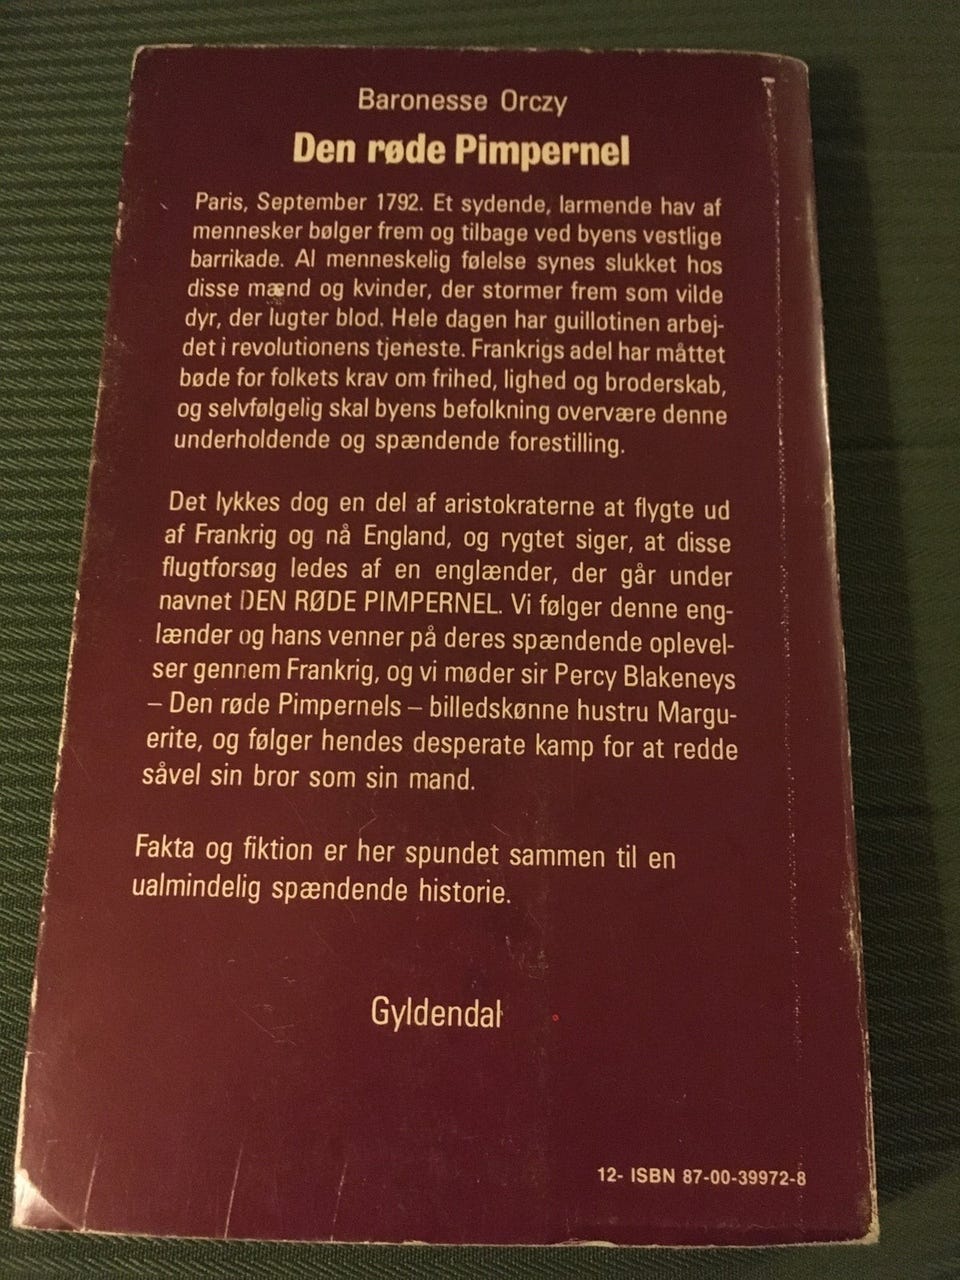 Baronesse Orczy
Den røde Pimpernel
Paris, September 1792. Et sydende, larmende hav af
mennesker bølger frem og tilbage ved byens vestlige
barrikade. Al menneskelig følelse synes slukket hos
disse mænd og kvinder, der stormer frem som vilde
dyr, der lugter blod. Hele dagen har guillotinen arbej-
det i revolutionens tjeneste. Frankrigs adel har måttet
bøde for folkets krav om frihed, lighed og broderskab,
og selvfølgelig skal byens befolkning overvære denne
underholdende og spændende forestilling.
Det lykkes dog en del af aristokraterne at flygte ud
af Frankrig og nå England, og rygtet siger, at disse
flugtforsøg ledes af en englænder, der går under
navnet DEN RØDE PIMPERNEL. Vi følger denne eng-
lænder og hans venner på deres spændende oplevel-
ser gennem Frankrig, og vi møder sir Percy Blakeneys
– Den røde Pimpernels – billedskønne hustru Margu-
erite, og følger hendes desperate kamp for at redde
såvel sin bror som sin mand.
Fakta og fiktion er her spundet sammen til en
ualmindelig spændende historie.
Gyldendal
12- ISBN 87-00-39972-8